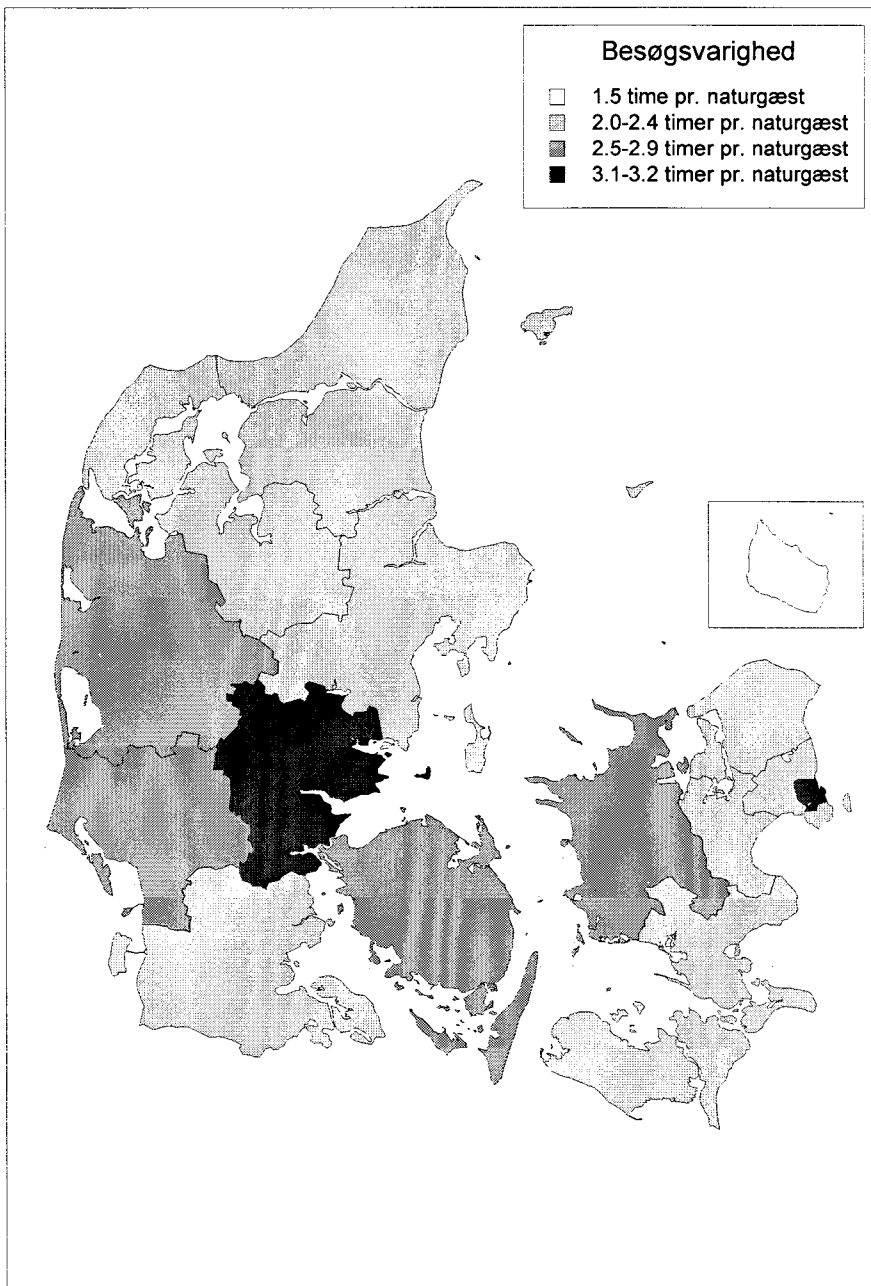 Besøgsvarighed
1.5 time pr. naturgæst
2.0-2.4 timer pr. naturgæst
2.5-2.9 timer pr. naturgæst
3.1-3.2 timer pr. naturgæst